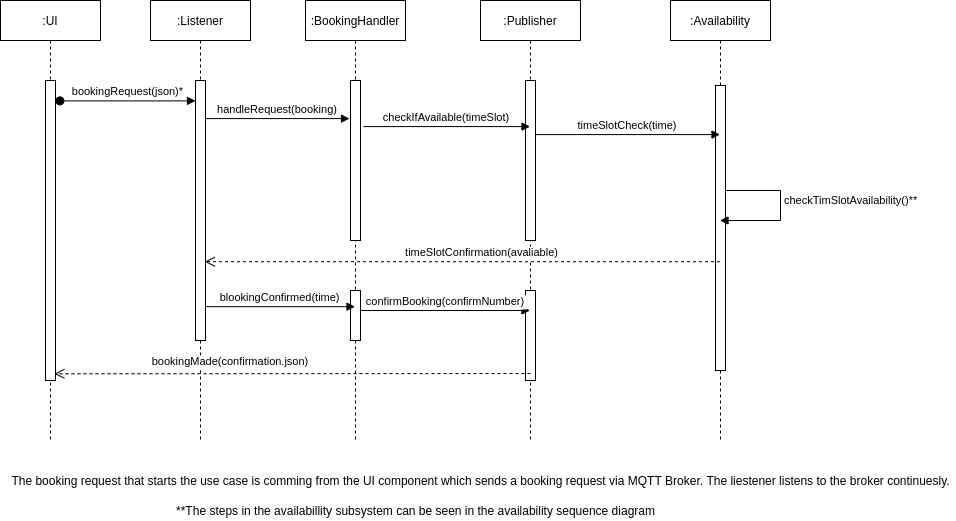 :UI
:Listener
:BookingHandler
:Publisher
:Availability
bookingRequest(json)*
handleRequest(booking)
checkIfAvailable(timeSlot)
timeSlotCheck(time)
checkTimSlotAvailability()**
timeSlotConfirmation(avaliable)
blookingConfirmed(time)
confirmBooking(confirmNumber)
bookingMade(confirmation.json)
The booking request that starts the use case is comming from the UI component which sends a booking request via MQTT Broker. The liestener listens to the broker continuesly.
**The steps in the availabillity subsystem can be seen in the availability sequence diagram